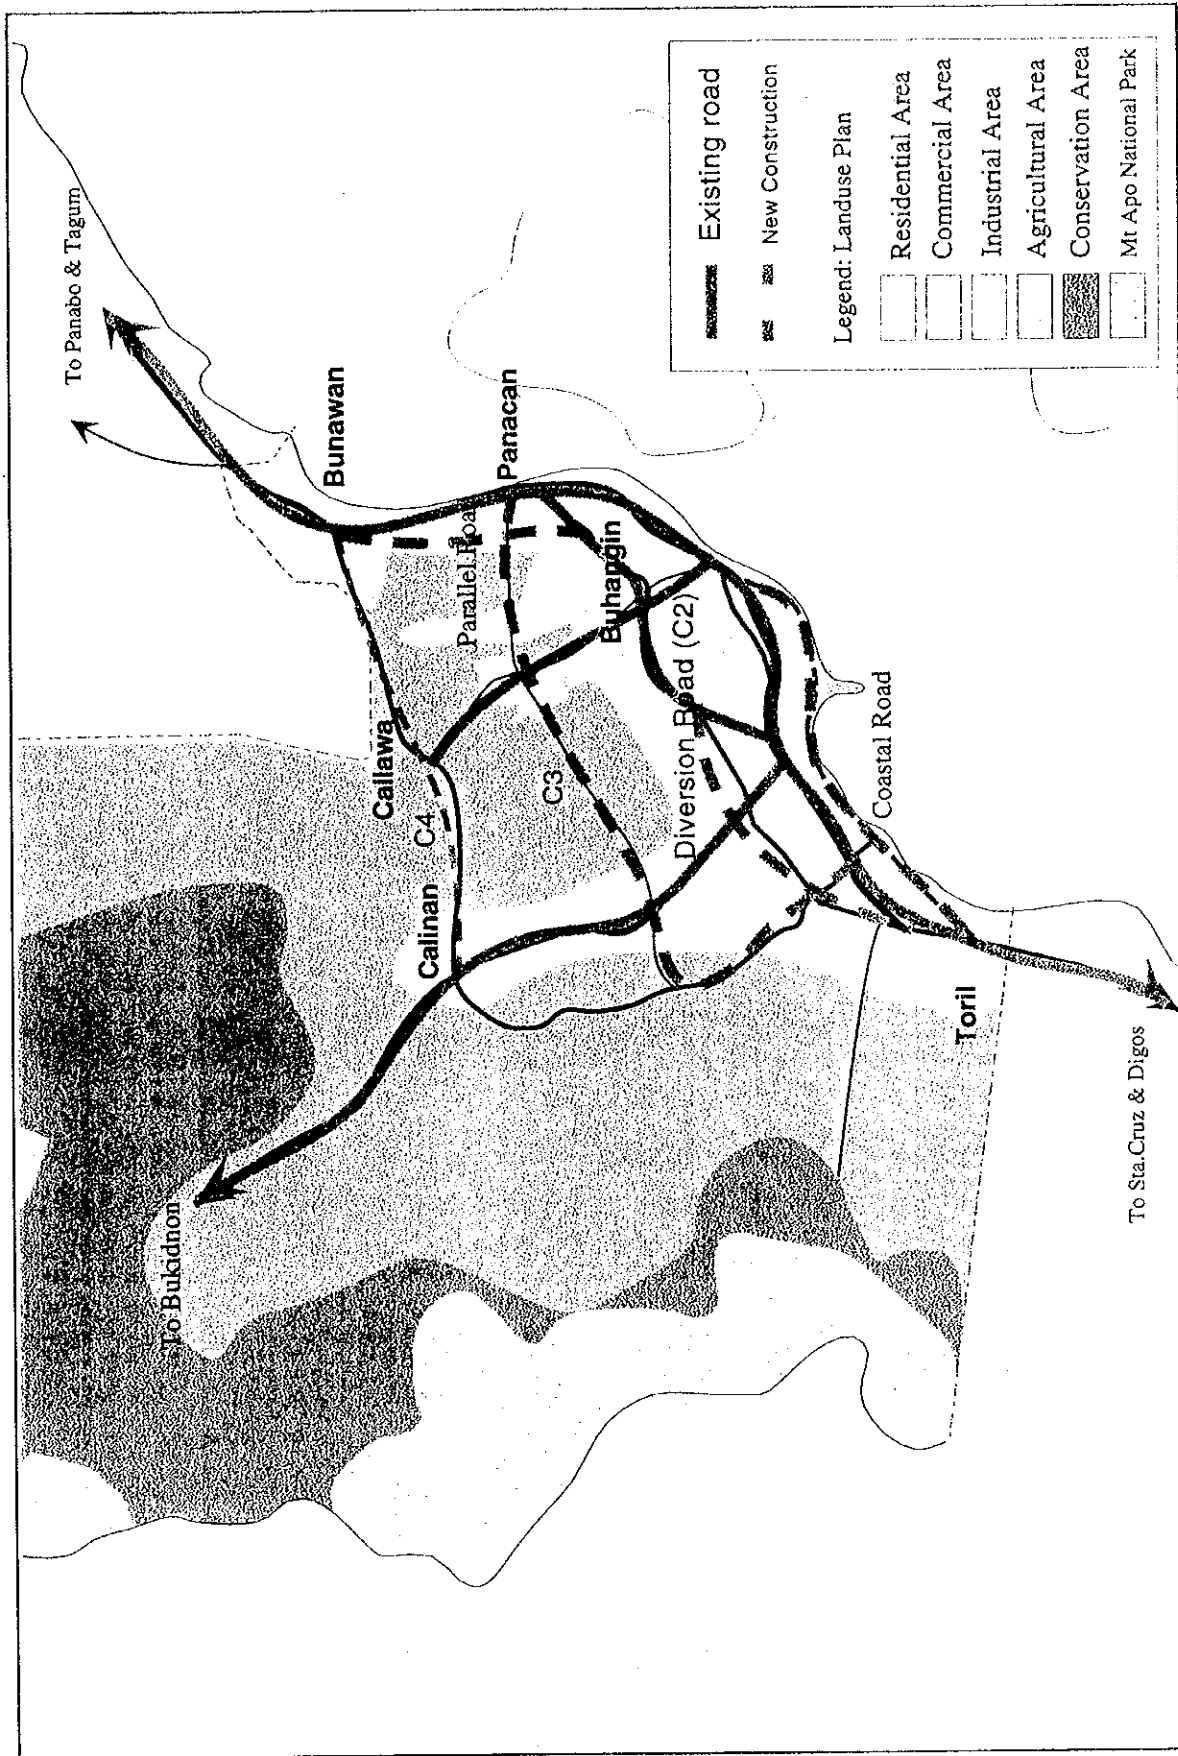 To Panabo & Tagum
Bunawan
Panacan
Parallel Road
Buhangin
Diversion Road (C2)
Callawa
C4
C3
Calinan
Coastal Road
To Bukidnon
Toril
To Sta.Cruz & Digos
Existing road
New Construction
Legend: Landuse Plan
Residential Area
Commercial Area
Industrial Area
Agricultural Area
Conservation Area
Mt Apo National Park